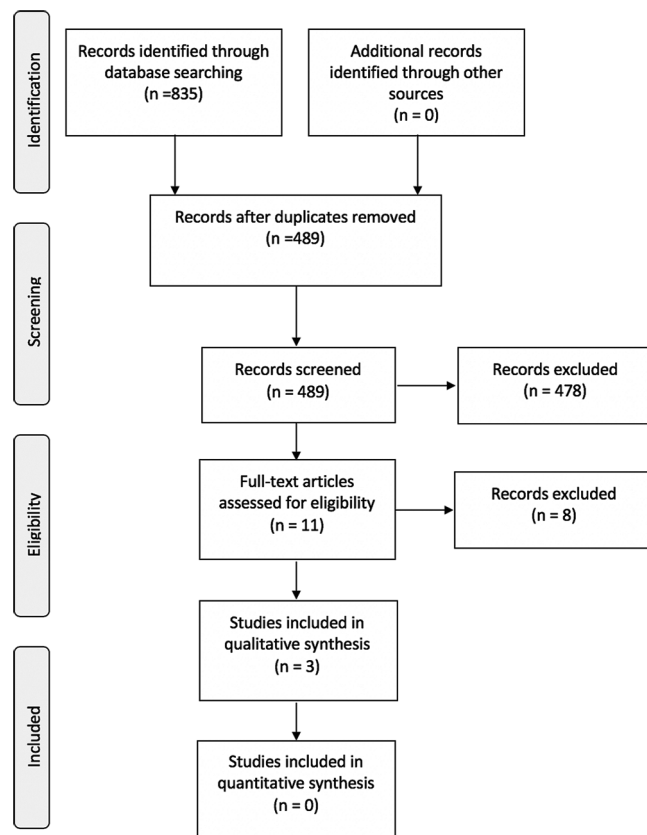 Identification
Records identified through
database searching
(n =835)
Additional records
identified through other
sources
(n = 0)
Records after duplicates removed
(n =489)
Screening
Records screened
(n = 489)
Records excluded
(n = 478)
Eligibility
Full-text articles
assessed for eligibility
(n = 11)
Records excluded
(n = 8)
Studies included in
qualitative synthesis
(n = 3)
Included
Studies included in
quantitative synthesis
(n = 0)